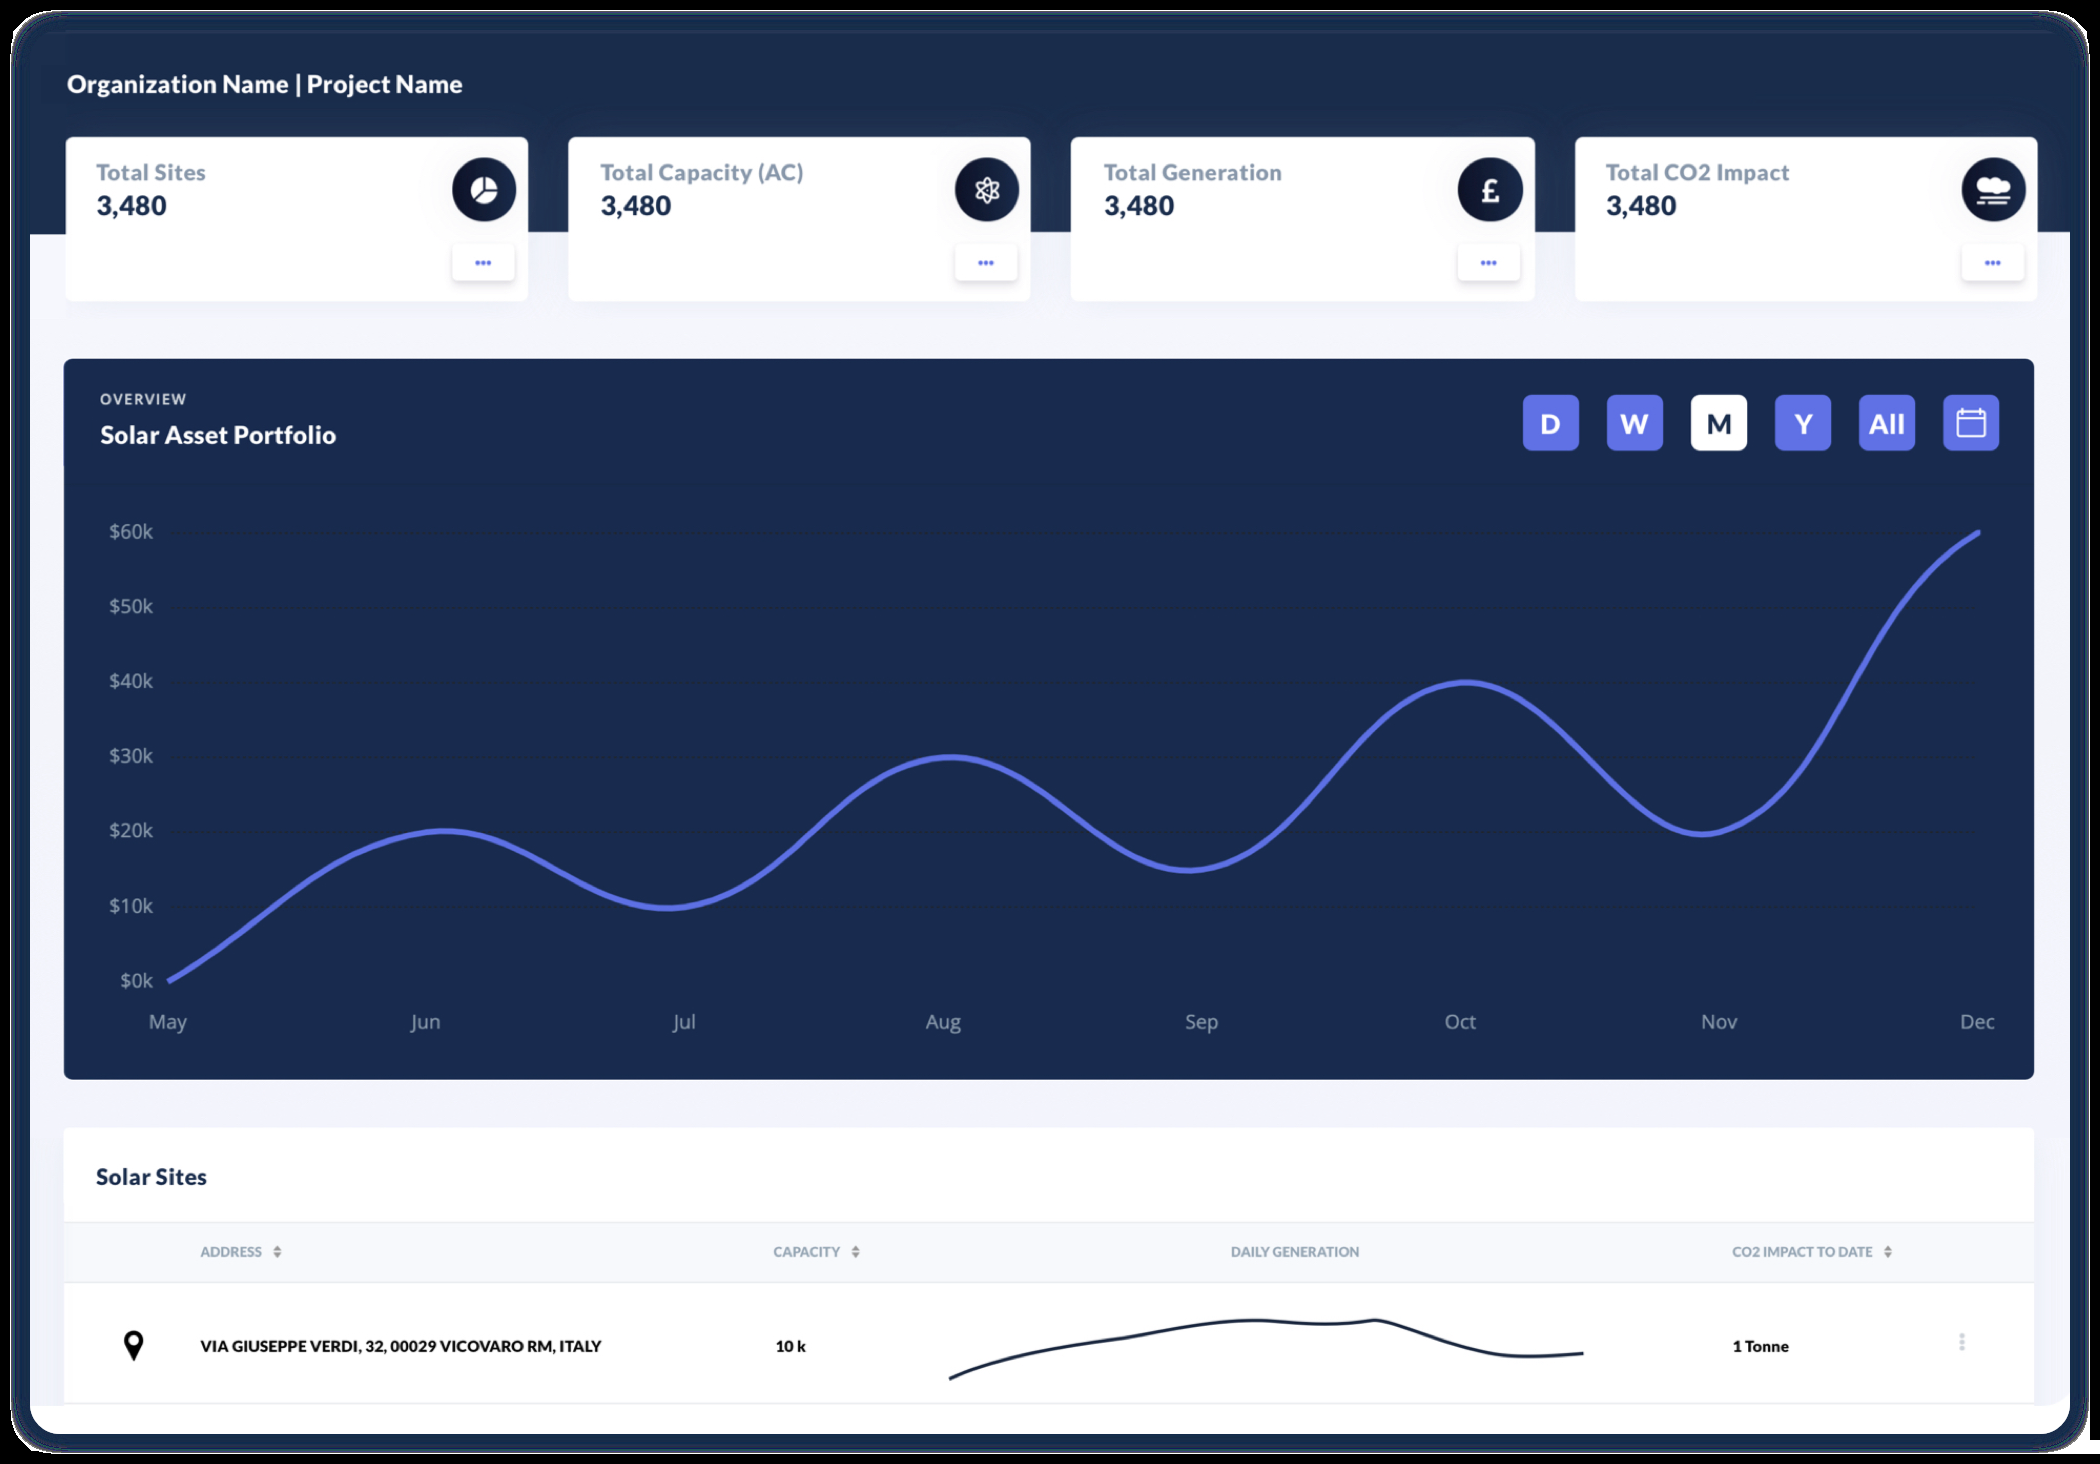 Organization Name | Project Name
Total Sites
3,480
Total Capacity (AC)
3,480
Total Generation
3,480
£
Total CO2 Impact
3,480
OVERVIEW
Solar Asset Portfolio
D W M Y All
$60k
$50k
$40k
$30k
$20k
$10k
$0k
May Jun Jul Aug Sep Oct Nov Dec
Solar Sites
ADDRESS CAPACITY DAILY GENERATION CO2 IMPACT TO DATE
VIA GIUSEPPE VERDI, 32, 00029 VICOVARO RM, ITALY 10 k 1 Tonne